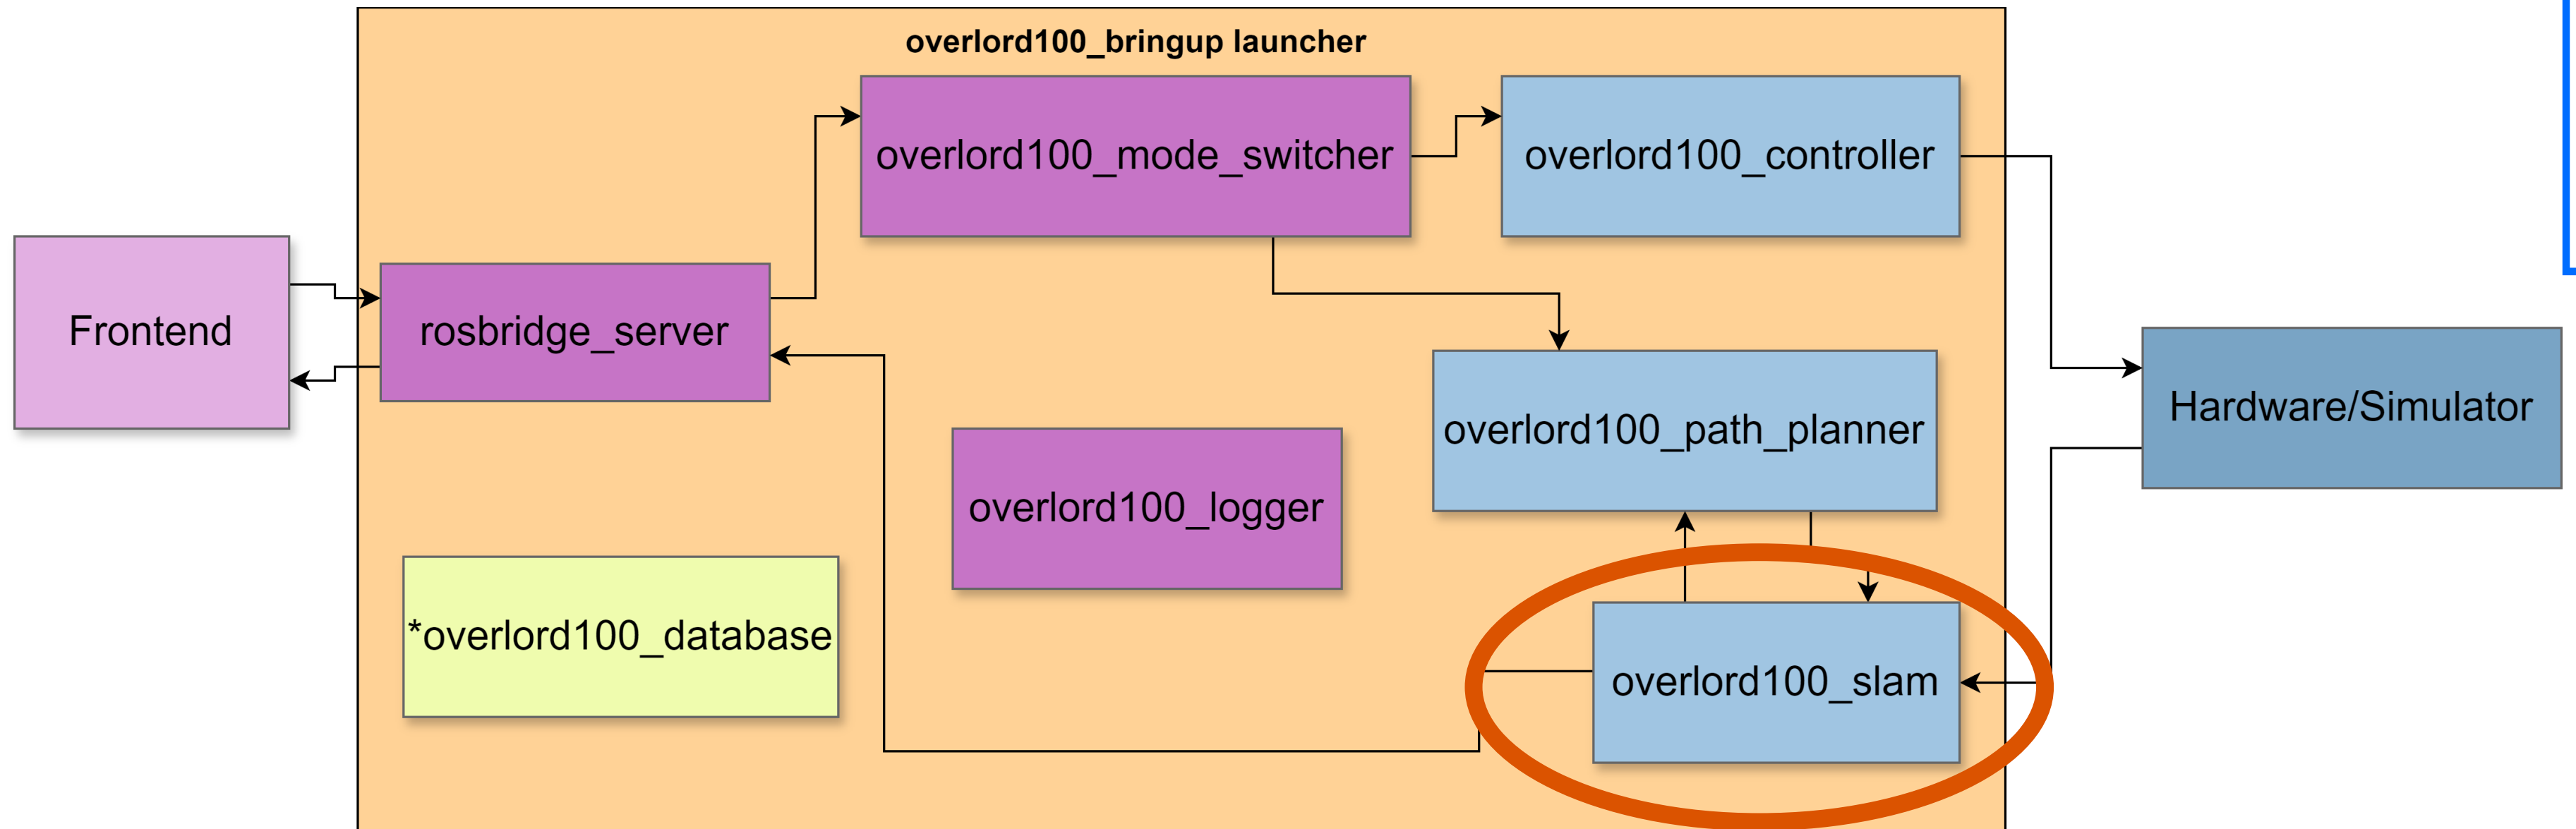 overlord100_bringup launcher
overlord100_mode_switcher
overlord100_controller
Frontend
rosbridge_server
Hardware/Simulator
overlord100_path_planner
overlord100_logger
*overlord100_database
overlord100_slam